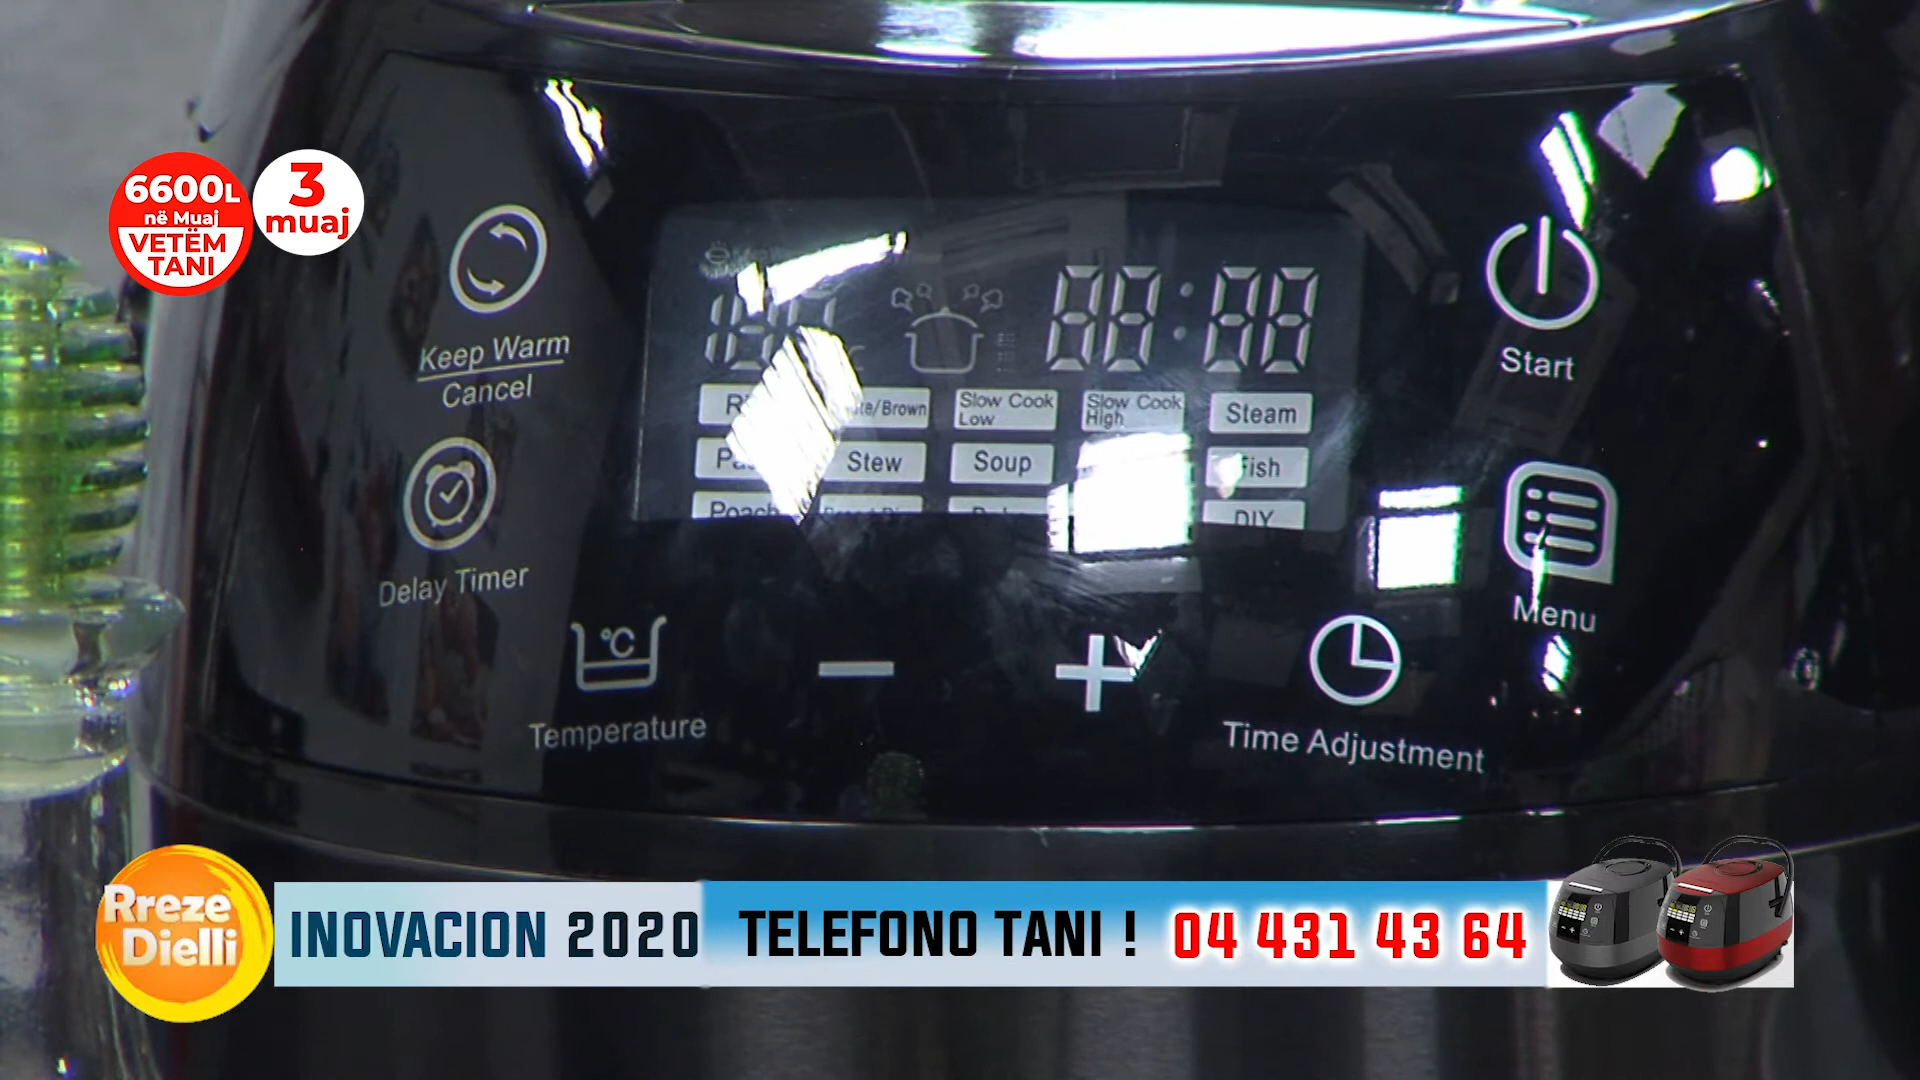 6600L
në Muaj
VETËM
TANI
3
muaj
Keep Warm
Cancel
Delay Timer
Temperature
°C
88:88
Slow Cook
Low
Slow Cook
High
Steam
Stew
Soup
Fish
Poach
DIY
Start
Menu
Time Adjustment
Rreze
Dielli
INOVACION 2020
TELEFONO TANI !
04 431 43 64